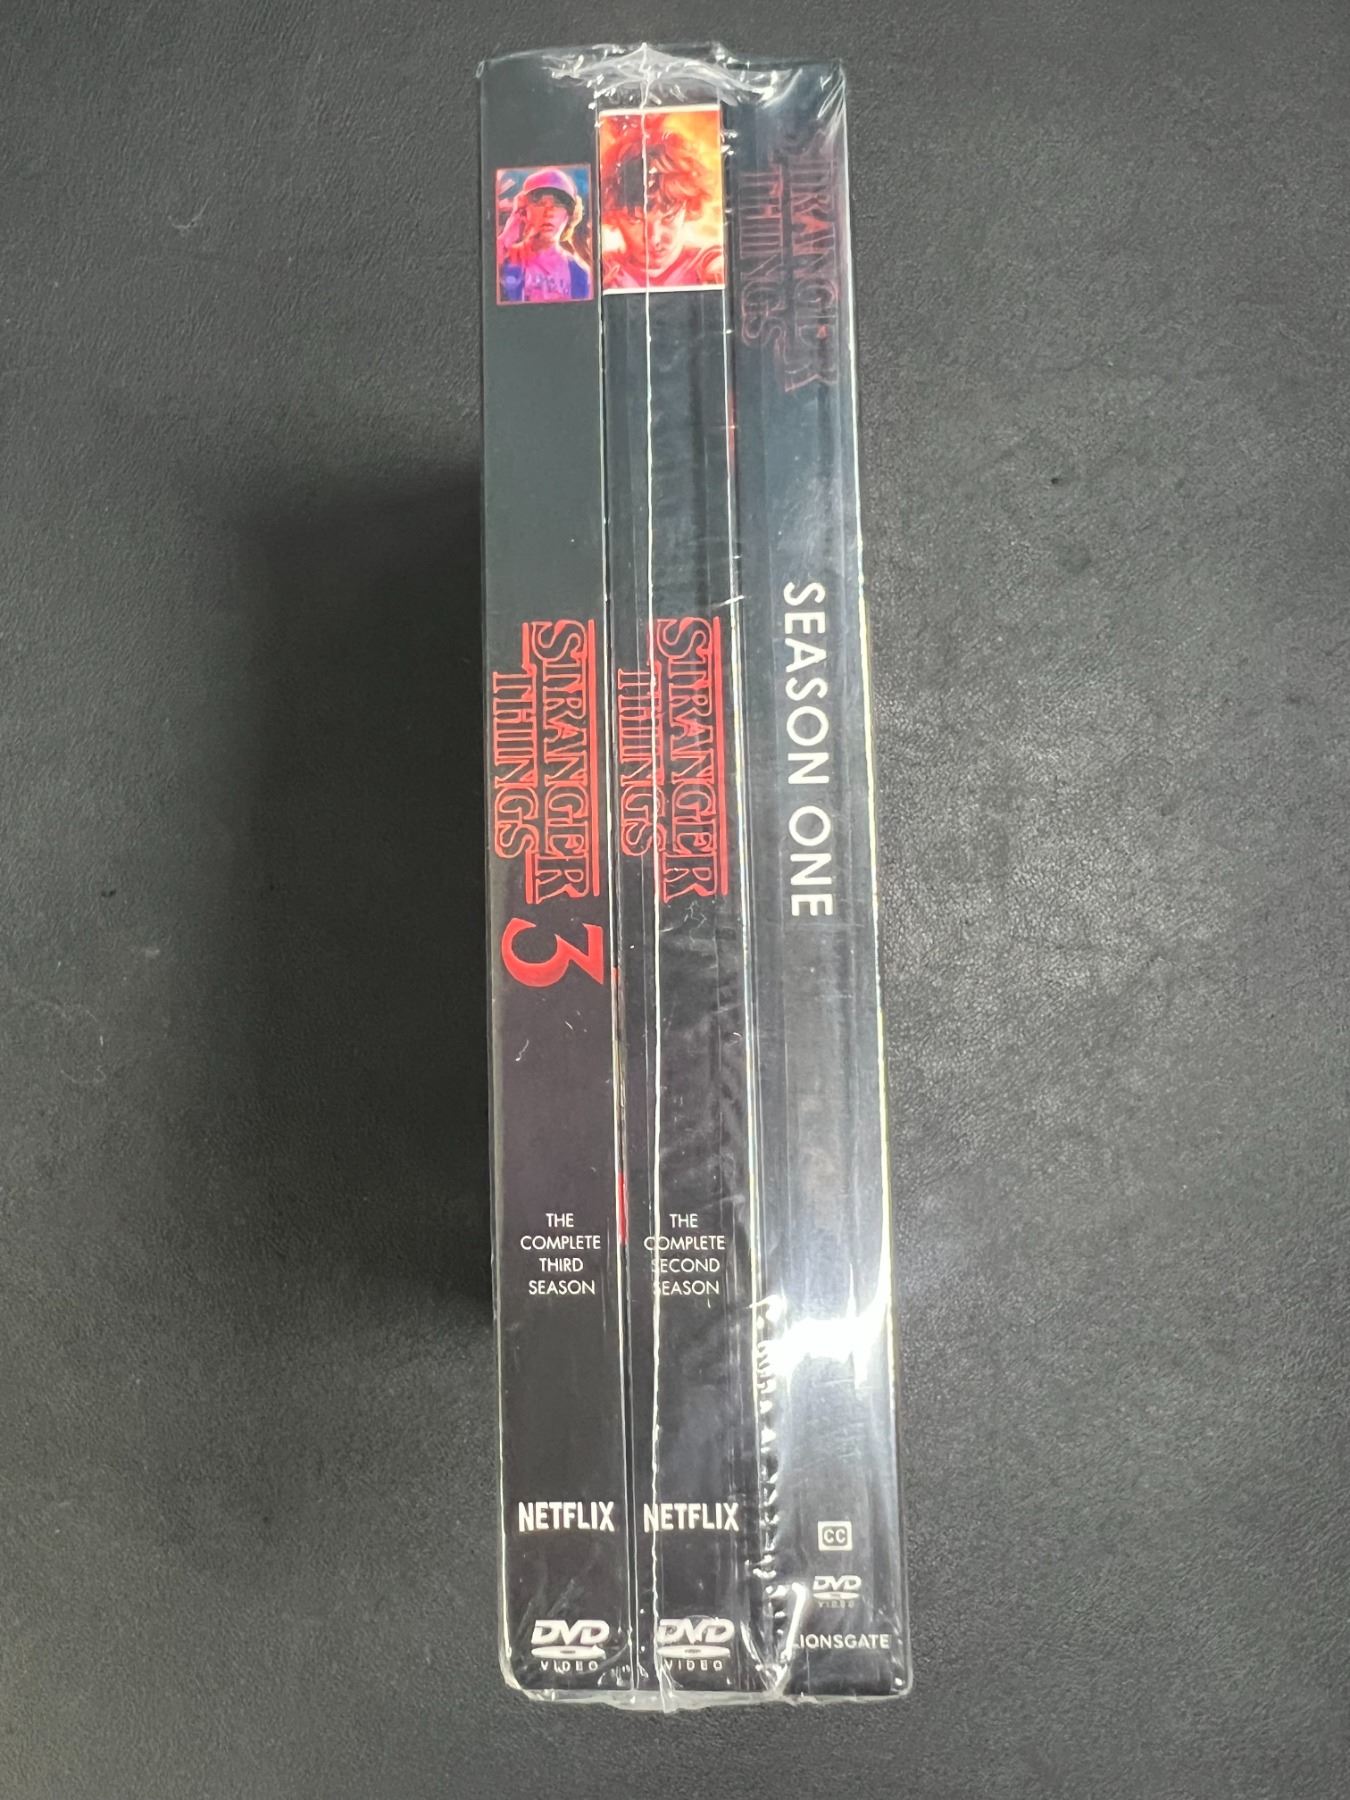 STRANGER
THINGS
3
THE
COMPLETE
THIRD
SEASON
NETFLIX
DVD
VIDEO
STRANGER
THINGS
THE
COMPLETE
SECOND
SEASON
NETFLIX
DVD
VIDEO
STRANGER
THINGS
SEASON ONE
CC
DVD
VIDEO
LIONSGATE